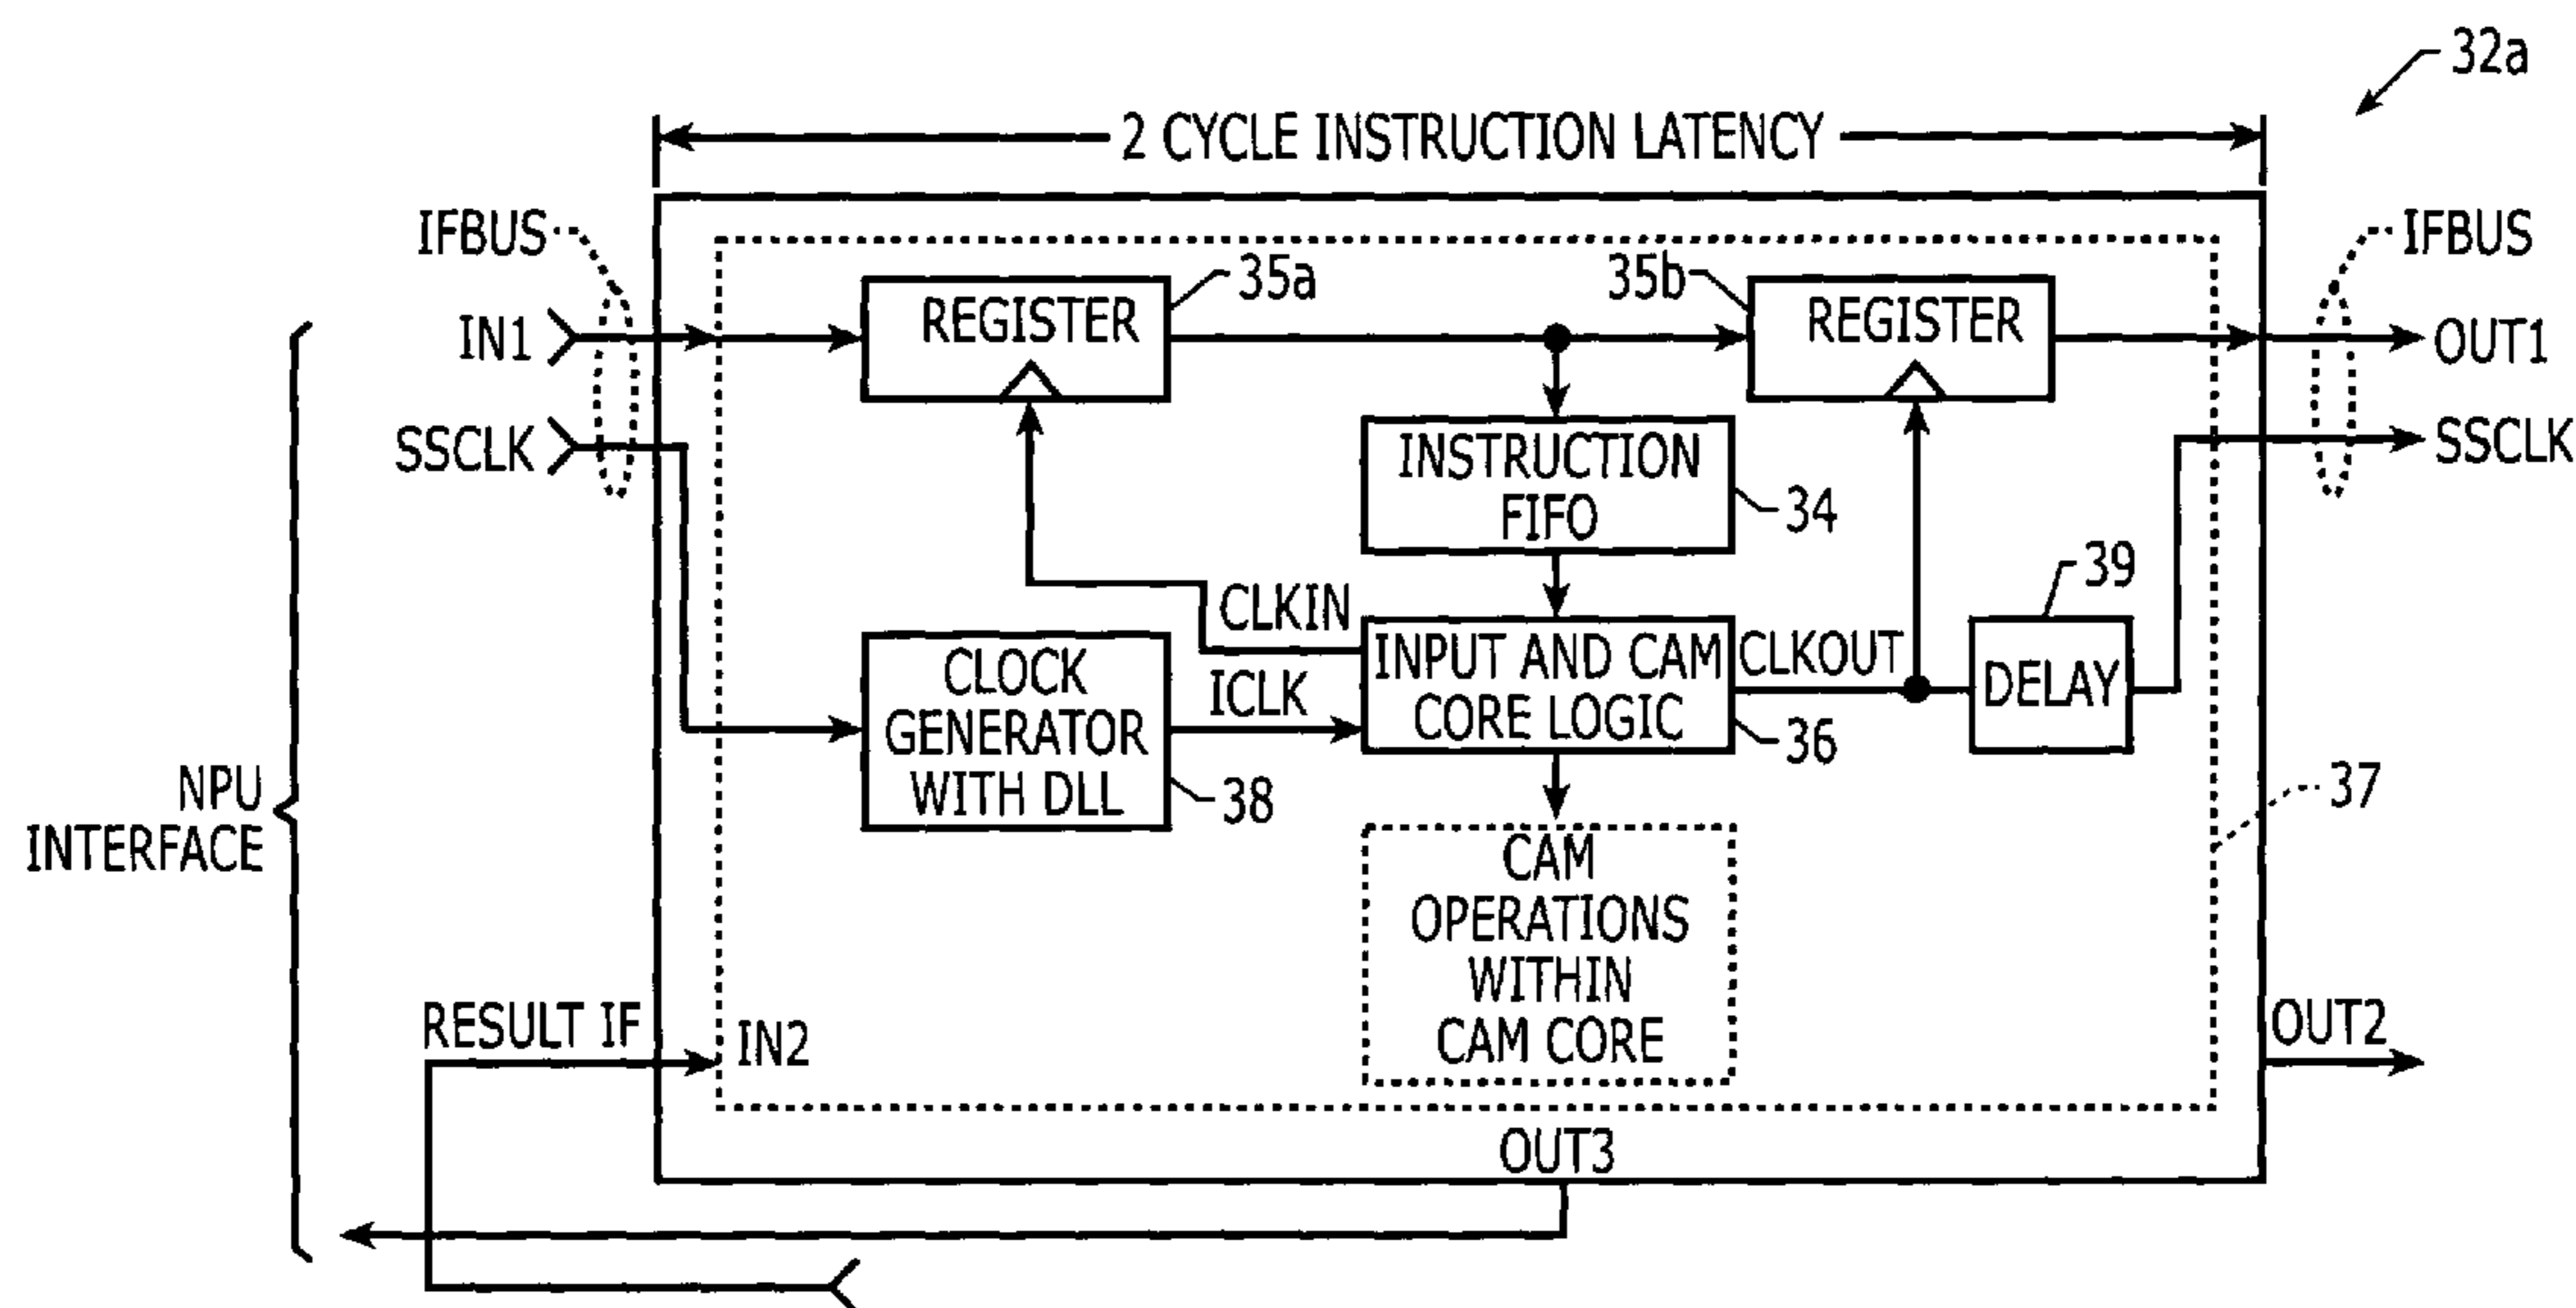 32a
2 CYCLE INSTRUCTION LATENCY
IFBUS
IFBUS
35a
35b
REGISTER
REGISTER
IN1
OUT1
SSCLK
SSCLK
INSTRUCTION
FIFO
34
39
CLKIN
CLOCK
GENERATOR
WITH DLL
38
ICLK
INPUT AND CAM
CORE LOGIC
36
CLKOUT
DELAY
37
NPU
INTERFACE
CAM
OPERATIONS
WITHIN
CAM CORE
RESULT IF
IN2
OUT2
OUT3